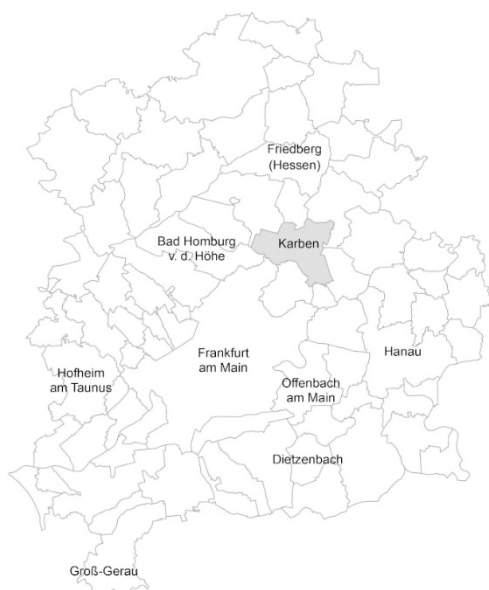 Friedberg
(Hessen)
Bad Homburg
v. d. Höhe
Karben
Frankfurt
am Main
Hanau
Hofheim
am Taunus
Offenbach
am Main
Dietzenbach
Groß-Gerau